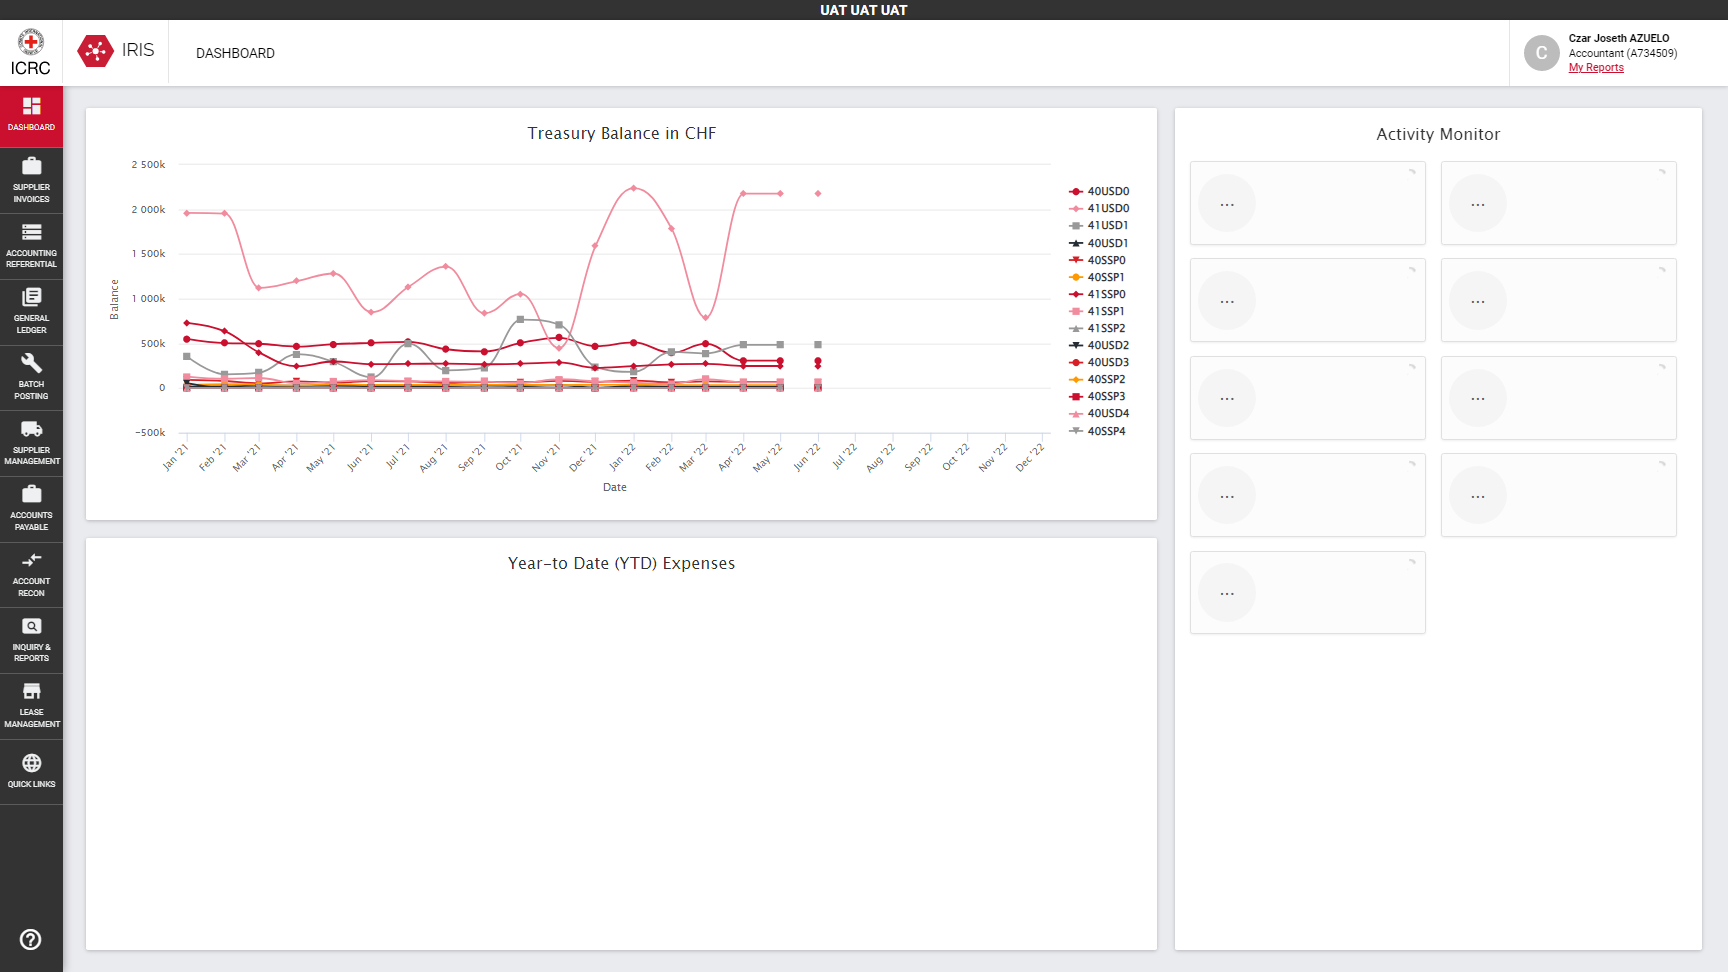 UAT UAT UAT
ICRC
IRIS
DASHBOARD
Czar Joseth AZUELO
Accountant (A734509)
My Reports
DASHBOARD
SUPPLIER
INVOICES
ACCOUNTING
REFERENTIAL
GENERAL
LEDGER
BATCH
POSTING
SUPPLIER
MANAGEMENT
ACCOUNTS
PAYABLE
ACCOUNT
RECON
INQUIRY &
REPORTS
LEASE
MANAGEMENT
QUICK LINKS
Treasury Balance in CHF
2 500k
2 000k
1 500k
1 000k
500k
0
-500k
Balance
Jan '21
Feb '21
Mar '21
Apr '21
May '21
Jun '21
Jul '21
Aug '21
Sep '21
Oct '21
Nov '21
Dec '21
Jan '22
Feb '22
Mar '22
Apr '22
May '22
Jun '22
Jul '22
Aug '22
Sep '22
Oct '22
Nov '22
Dec '22
Date
40USD0
41USD0
41USD1
40USD1
40SSP0
40SSP1
41SSP0
41SSP1
41SSP2
40USD2
40USD3
40SSP2
40SSP3
40USD4
40SSP4
Year-to Date (YTD) Expenses
Activity Monitor
... ...
... ...
... ...
... ...
...